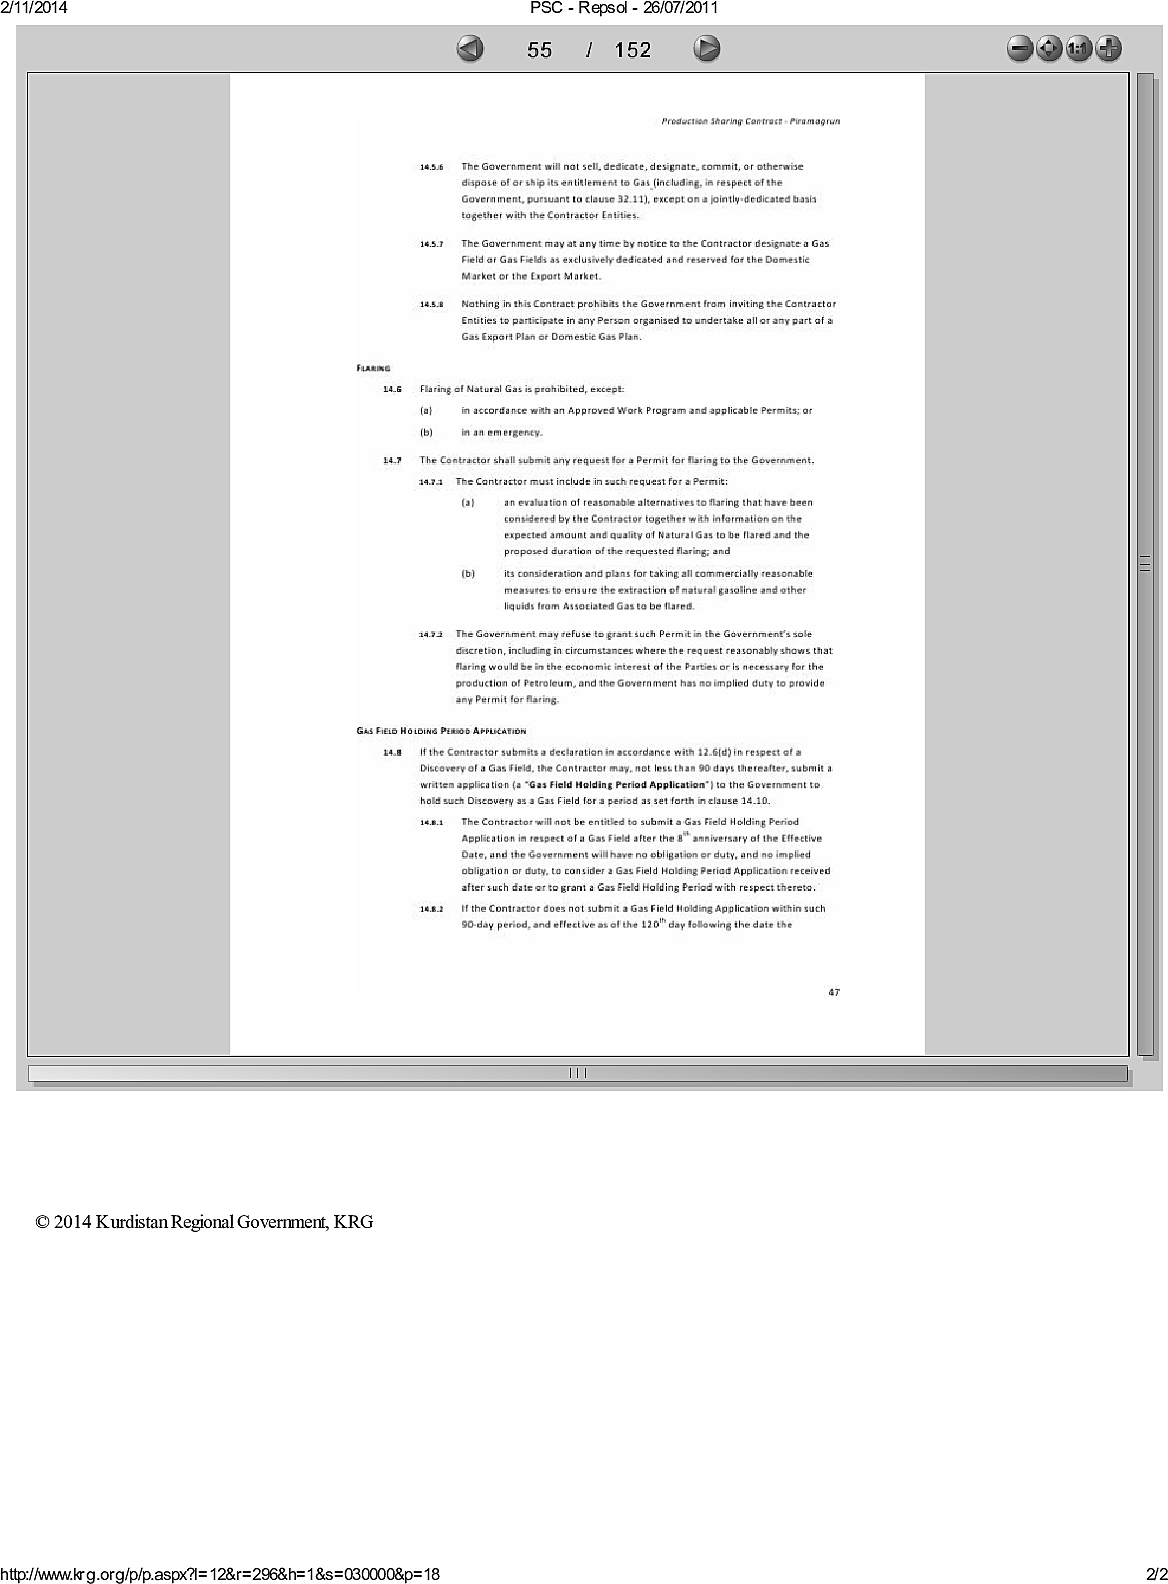 2/11/2014 PSC - Repsol - 26/07/2011
55 / 152
1:1
Production Sharing Contract - Piramagrun
14.5.6 The Government will not sell, dedicate, designate, commit, or otherwise
dispose of or ship its entitlement to Gas (including, in respect of the
Government, pursuant to clause 32.11), except on a jointly-dedicated basis
together with the Contractor Entities.
14.5.7 The Government may at any time by notice to the Contractor designate a Gas
Field or Gas Fields as exclusively dedicated and reserved for the Domestic
Market or the Export Market.
14.5.8 Nothing in this Contract prohibits the Government from inviting the Contractor
Entities to participate in any Person organised to undertake all or any part of a
Gas Export Plan or Domestic Gas Plan.
FLARING
14.6 Flaring of Natural Gas is prohibited, except:
(a) in accordance with an Approved Work Program and applicable Permits; or
(b) in an emergency.
14.7 The Contractor shall submit any request for a Permit for flaring to the Government.
14.7.1 The Contractor must include in such request for a Permit:
(a) an evaluation of reasonable alternatives to flaring that have been
considered by the Contractor together with information on the
expected amount and quality of Natural Gas to be flared and the
proposed duration of the requested flaring; and
(b) its consideration and plans for taking all commercially reasonable
measures to ensure the extraction of natural gasoline and other
liquids from Associated Gas to be flared.
14.7.2 The Government may refuse to grant such Permit in the Government's sole
discretion, including in circumstances where the request reasonably shows that
flaring would be in the economic interest of the Parties or is necessary for the
production of Petroleum, and the Government has no implied duty to provide
any Permit for flaring.
GAS FIELD HOLDING PERIOD APPLICATION
14.8 If the Contractor submits a declaration in accordance with 12.6(d) in respect of a
Discovery of a Gas Field, the Contractor may, not less than 90 days thereafter, submit a
written application (a "Gas Field Holding Period Application") to the Government to
hold such Discovery as a Gas Field for a period as set forth in clause 14.10.
14.8.1 The Contractor will not be entitled to submit a Gas Field Holding Period
Application in respect of a Gas Field after the 8th anniversary of the Effective
Date, and the Government will have no obligation or duty, and no implied
obligation or duty, to consider a Gas Field Holding Period Application received
after such date or to grant a Gas Field Holding Period with respect thereto.
14.8.2 If the Contractor does not submit a Gas Field Holding Application within such
90-day period, and effective as of the 120th day following the date the
47
© 2014 Kurdistan Regional Government, KRG
http://www.krg.org/p/p.aspx?l=12&r=296&h=1&s=030000&p=18 2/2